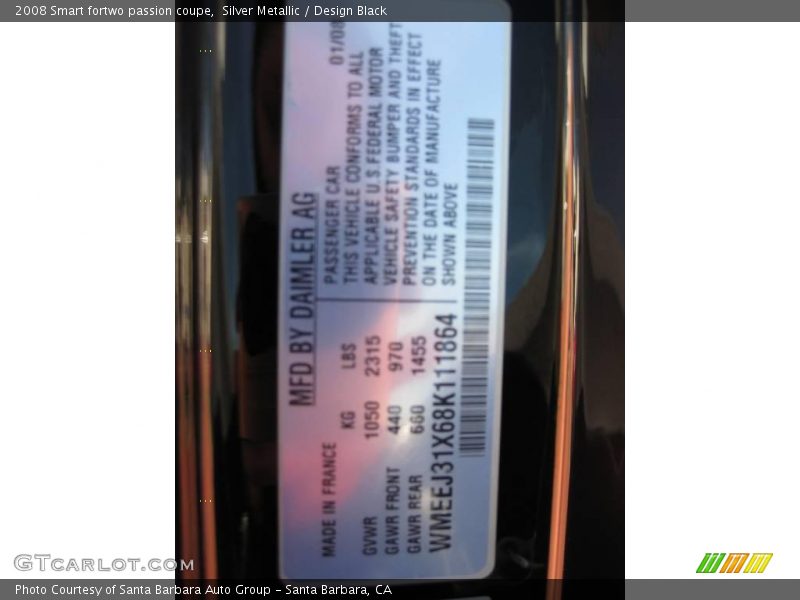 2008 Smart fortwo passion coupe,  Silver Metallic / Design Black
MFD BY DAIMLER AG
MADE IN FRANCE
PASSENGER CAR 01/08
KG LBS
THIS VEHICLE CONFORMS TO ALL
GVWR 1050 2315
APPLICABLE U.S.FEDERAL MOTOR
GAWR FRONT 440 970
VEHICLE SAFETY BUMPER AND THEFT
GAWR REAR 660 1455
PREVENTION STANDARDS IN EFFECT
ON THE DATE OF MANUFACTURE
SHOWN ABOVE
WMEEJ31X68K111864
GTcarlot.com
Photo Courtesy of Santa Barbara Auto Group - Santa Barbara, CA